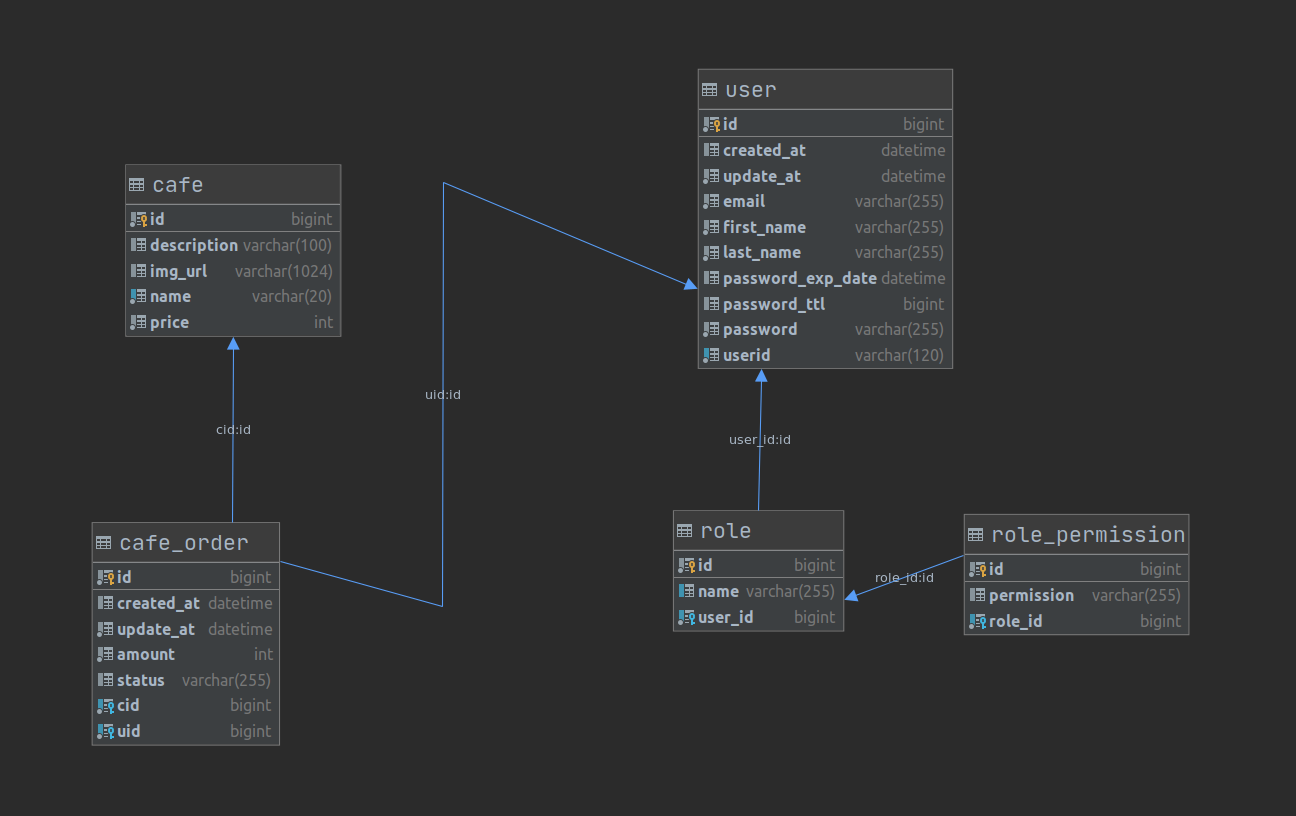 user
id bigint
created_at datetime
update_at datetime
email varchar(255)
first_name varchar(255)
last_name varchar(255)
password_exp_date datetime
password_ttl bigint
password varchar(255)
userid varchar(120)
cafe
id bigint
description varchar(100)
img_url varchar(1024)
name varchar(20)
price int
uid:id
cid:id
user_id:id
cafe_order
id bigint
created_at datetime
update_at datetime
amount int
status varchar(255)
cid bigint
uid bigint
role
id bigint
name varchar(255)
user_id bigint
role_id:id
role_permission
id bigint
permission varchar(255)
role_id bigint